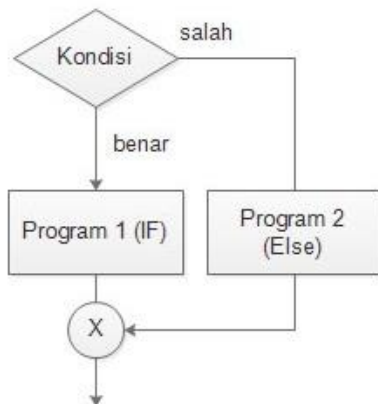 Kondisi
salah
benar
Program 1 (IF)
Program 2
(Else)
X